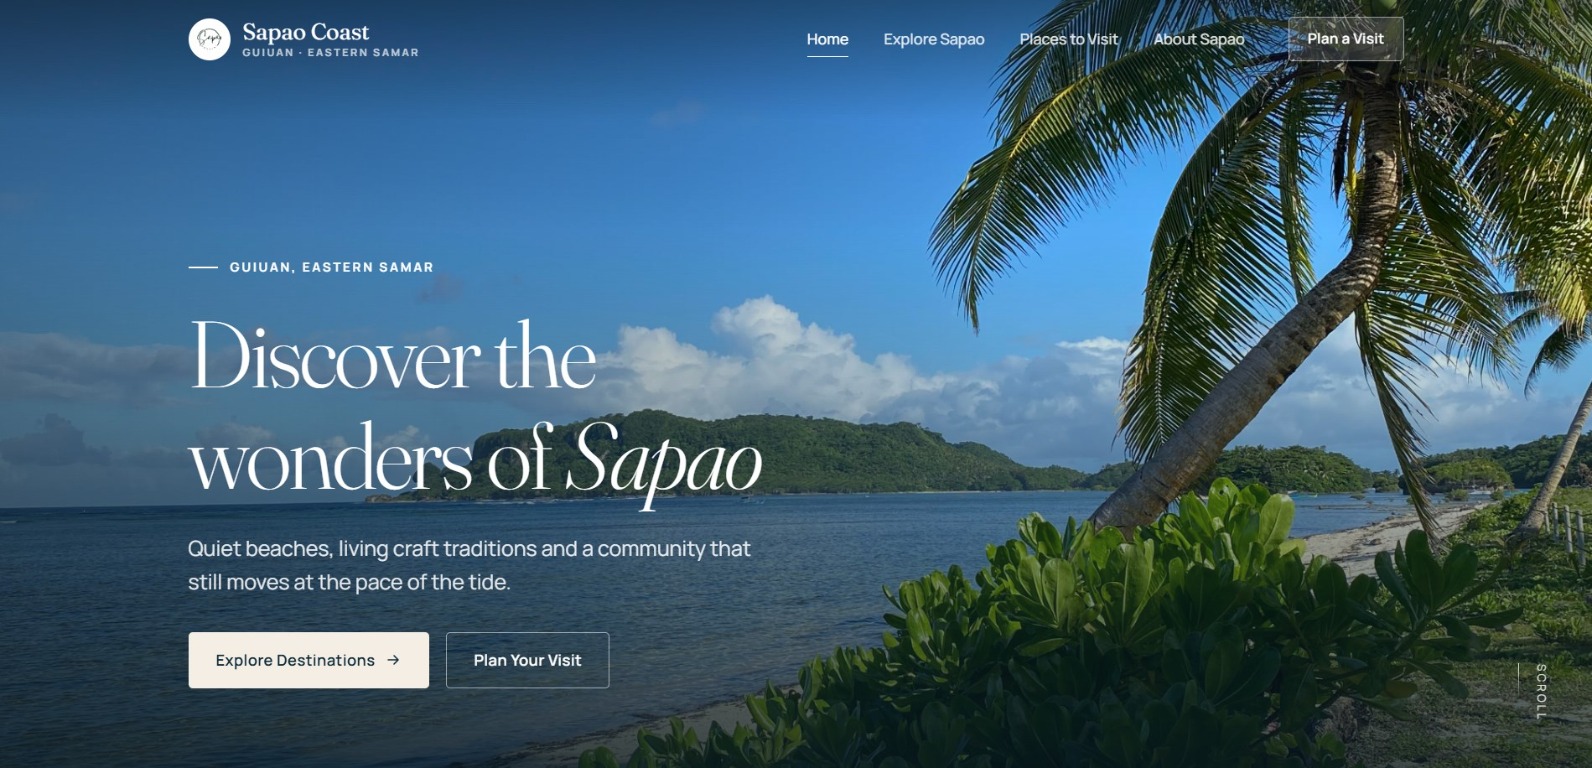 Sapao Coast
GUIUAN · EASTERN SAMAR
Home
Explore Sapao
Places to Visit
About Sapao
Plan a Visit
GUIUAN, EASTERN SAMAR
Discover the
wonders of Sapao
Quiet beaches, living craft traditions and a community that
still moves at the pace of the tide.
Explore Destinations →
Plan Your Visit
SCROLL